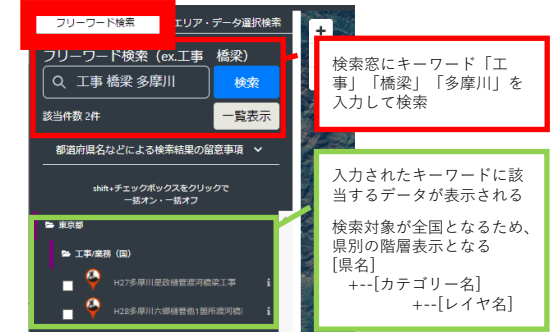 フリーワード検索
エリア・データ選択検索
フリーワード検索（ex.工事　橋梁）
工事 橋梁 多摩川
検索
該当件数 2件
一覧表示
都道府県名などによる検索結果の留意事項
shift+チェックボックスをクリックで
一括オン・一括オフ
東京都
工事/業務（国）
H27多摩川是政樋管渡河橋梁工事
H28多摩川六郷樋管他1箇所渡河橋
+
検索窓にキーワード「工
事」「橋梁」「多摩川」を
入力して検索
入力されたキーワードに該
当するデータが表示される
検索対象が全国となるため、
県別の階層表示となる
[県名]
+--[カテゴリー名]
+--[レイヤ名]